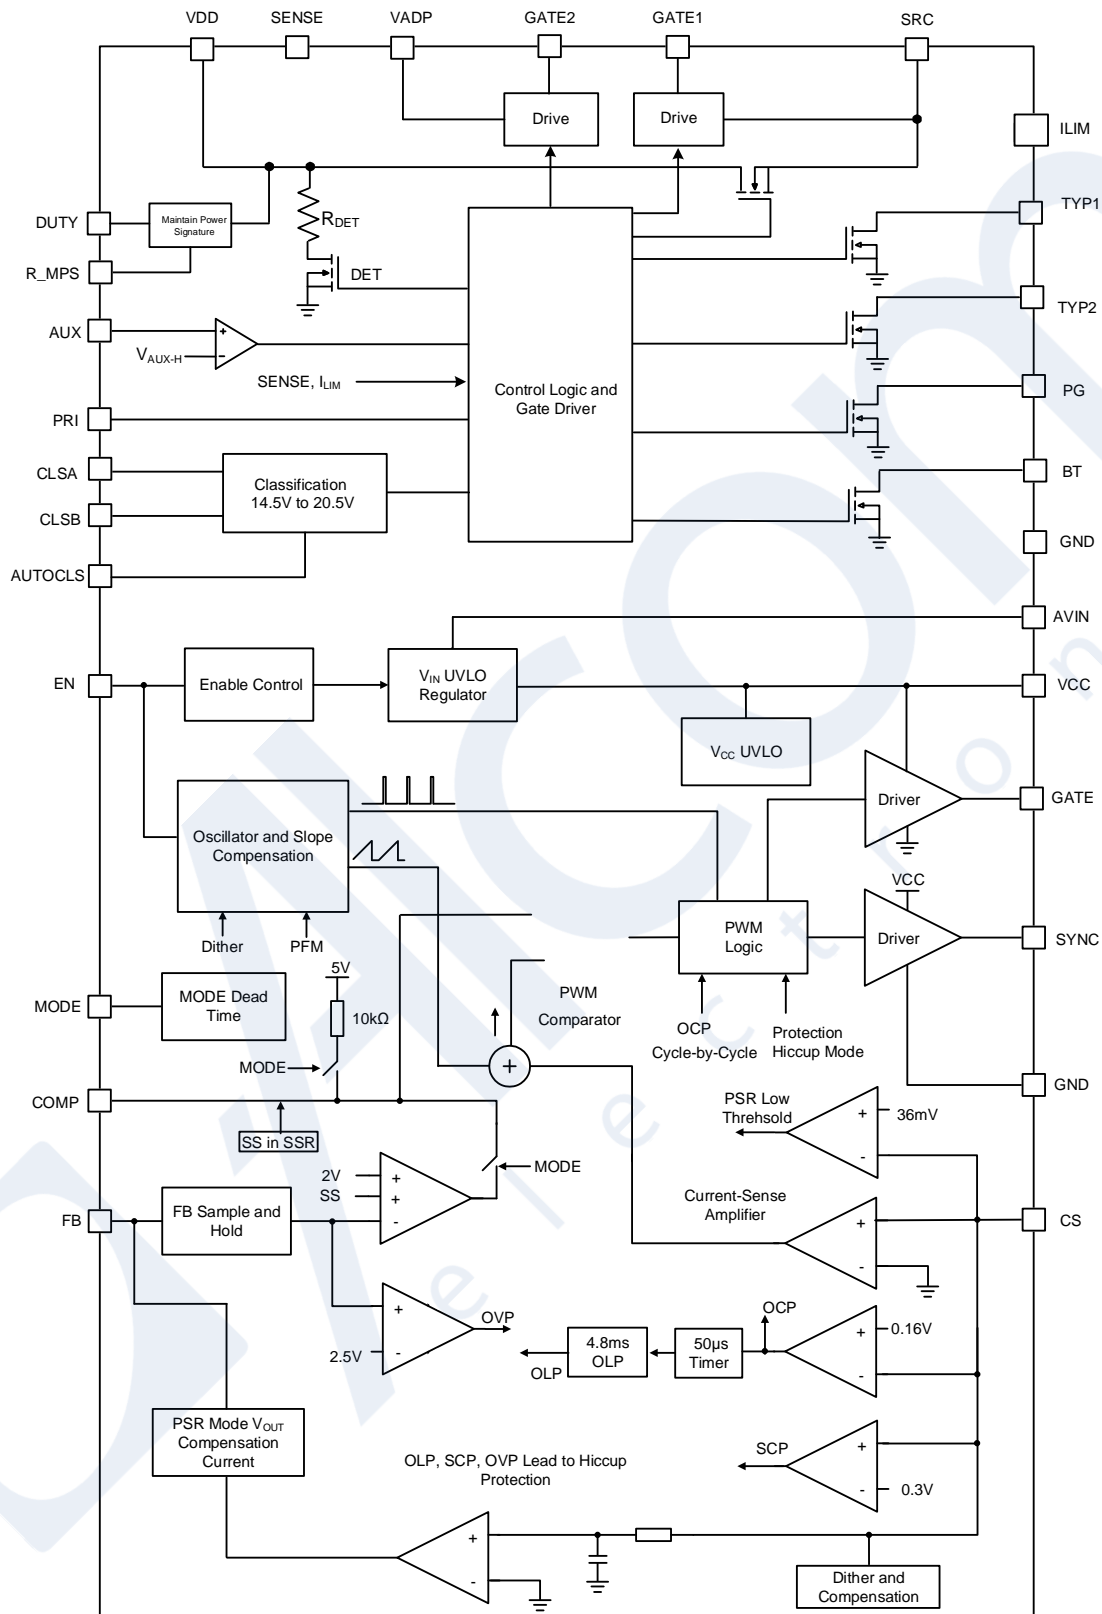 VDD
SENSE
VADP
GATE2
GATE1
SRC
Drive
Drive
ILIM
DUTY
Maintain Power
Signature
RDET
TYP1
R_MPS
DET
AUX
VAUX-H
+
-
TYP2
SENSE, ILIM
Control Logic and
Gate Driver
PRI
PG
CLSA
Classification
14.5V to 20.5V
CLSB
BT
AUTOCLS
GND
AVIN
EN
Enable Control
VIN UVLO
Regulator
VCC
VCC UVLO
Driver
GATE
Oscillator and Slope
Compensation
Dither
PFM
VCC
PWM
Logic
Driver
SYNC
MODE
MODE Dead
Time
5V
10kΩ
MODE
PWM
Comparator
+
OCP
Cycle-by-Cycle
Protection
Hiccup Mode
COMP
SS in SSR
GND
PSR Low
Threhsold
+
-
36mV
2V
SS
+
+
-
MODE
FB
FB Sample and
Hold
Current-Sense
Amplifier
+
-
CS
+
-
2.5V
OVP
OLP
4.8ms
OLP
50µs
Timer
OCP
+
-
0.16V
PSR Mode VOUT
Compensation
Current
OLP, SCP, OVP Lead to Hiccup
Protection
SCP
+
-
0.3V
+
-
Dither and
Compensation
AiCom
electron